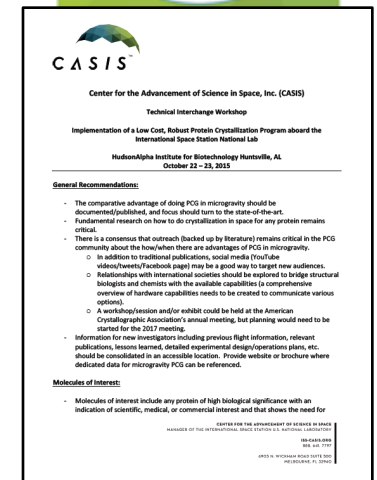 CASIS
Center for the Advancement of Science in Space, Inc. (CASIS)
Technical Interchange Workshop
Implementation of a Low Cost, Robust Protein Crystallization Program aboard the
International Space Station National Lab
HudsonAlpha Institute for Biotechnology Huntsville, AL
October 22 – 23, 2015
General Recommendations:
- The comparative advantage of doing PCG in microgravity should be
documented/published, and focus should turn to the state-of-the-art.
- Fundamental research on how to do crystallization in space for any protein remains
critical.
- There is a consensus that outreach (backed up by literature) remains critical in the PCG
community about the how/when there are advantages of PCG in microgravity.
o In addition to traditional publications, social media (YouTube
videos/tweets/Facebook page) may be a good way to target new audiences.
o Relationships with international societies should be explored to bridge structural
biologists and chemists with the available capabilities (a comprehensive
overview of hardware capabilities needs to be created to communicate various
options).
o A workshop/session and/or exhibit could be held at the American
Crystallographic Association's annual meeting, but planning would need to be
started for the 2017 meeting.
- Information for new investigators including previous flight information, relevant
publications, lessons learned, detailed experimental design/operations plans, etc.
should be consolidated in an accessible location. Provide website or brochure where
dedicated data for microgravity PCG can be referenced.
Molecules of Interest:
- Molecules of interest include any protein of high biological significance with an
indication of scientific, medical, or commercial interest and that shows the need for
CENTER FOR THE ADVANCEMENT OF SCIENCE IN SPACE
MANAGER OF THE INTERNATIONAL SPACE STATION U.S. NATIONAL LABORATORY
ISS-CASIS.ORG
6905 N. WICKHAM ROAD SUITE 500
MELBOURNE, FL 32940